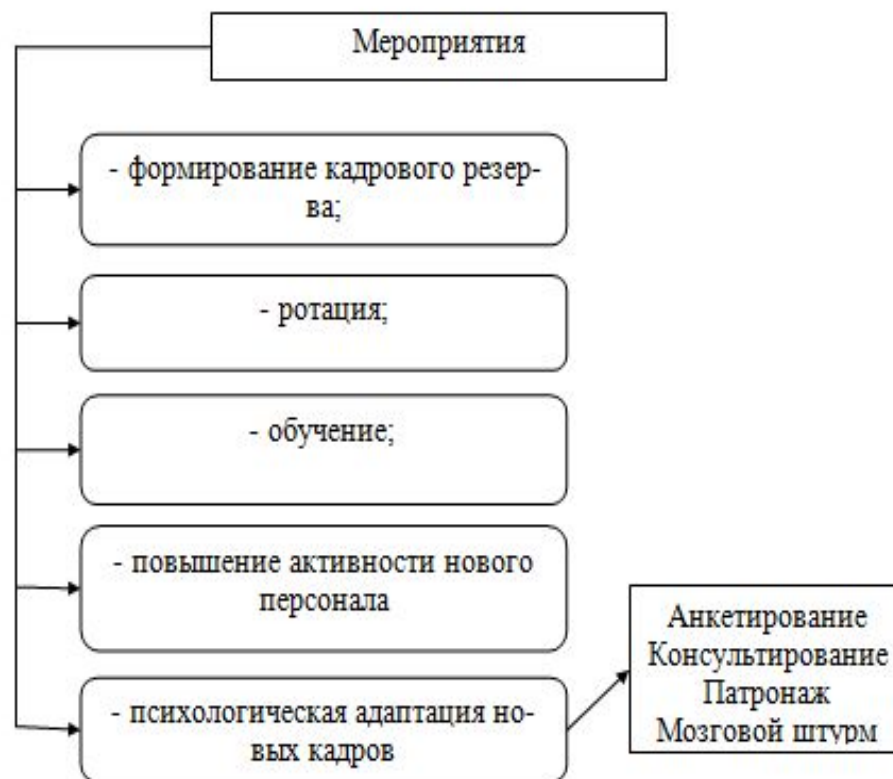 Мероприятия
- формирование кадрового резер-
ва;
- ротация;
- обучение;
- повышение активности нового
персонала
- психологическая адаптация но-
вых кадров
Анкетирование
Консультирование
Патронаж
Мозговой штурм